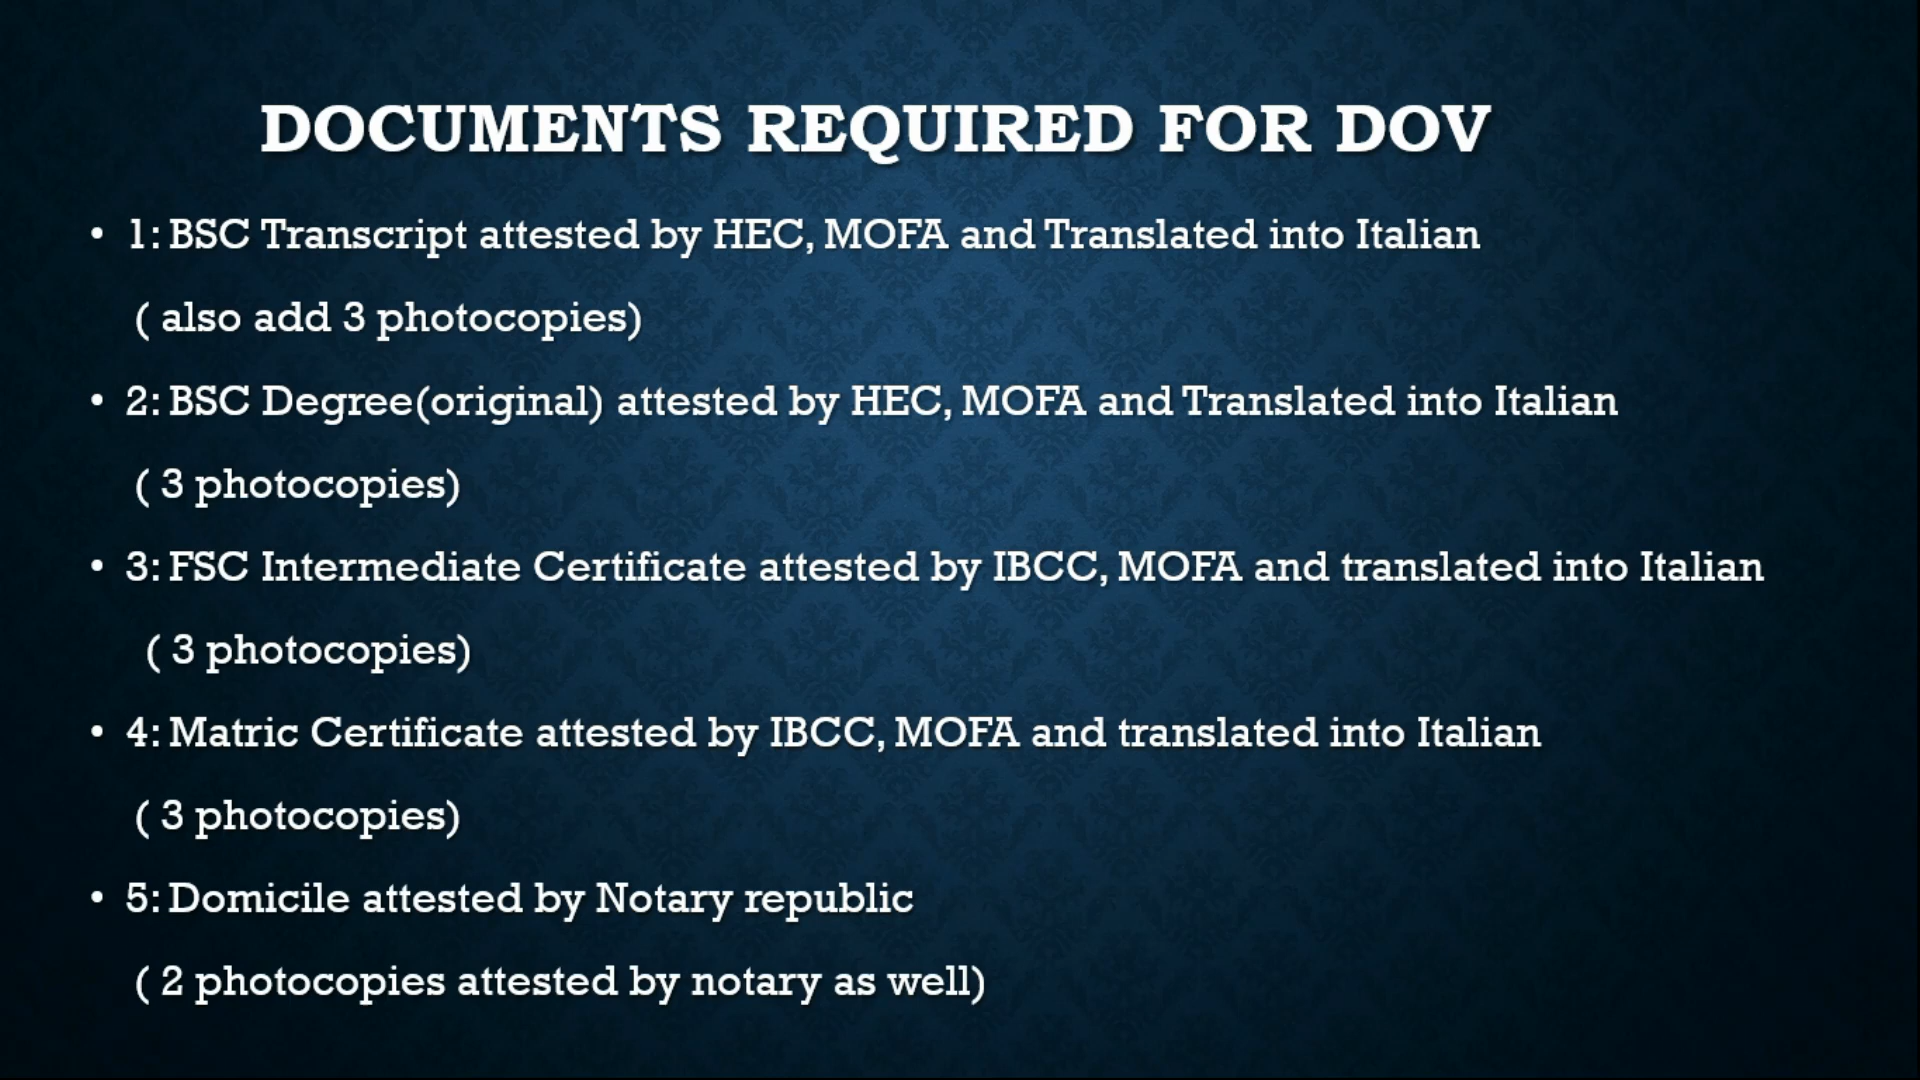 DOCUMENTS REQUIRED FOR DOV
• 1: BSC Transcript attested by HEC, MOFA and Translated into Italian
( also add 3 photocopies)
• 2: BSC Degree(original) attested by HEC, MOFA and Translated into Italian
( 3 photocopies)
• 3: FSC Intermediate Certificate attested by IBCC, MOFA and translated into Italian
( 3 photocopies)
• 4: Matric Certificate attested by IBCC, MOFA and translated into Italian
( 3 photocopies)
• 5: Domicile attested by Notary republic
( 2 photocopies attested by notary as well)